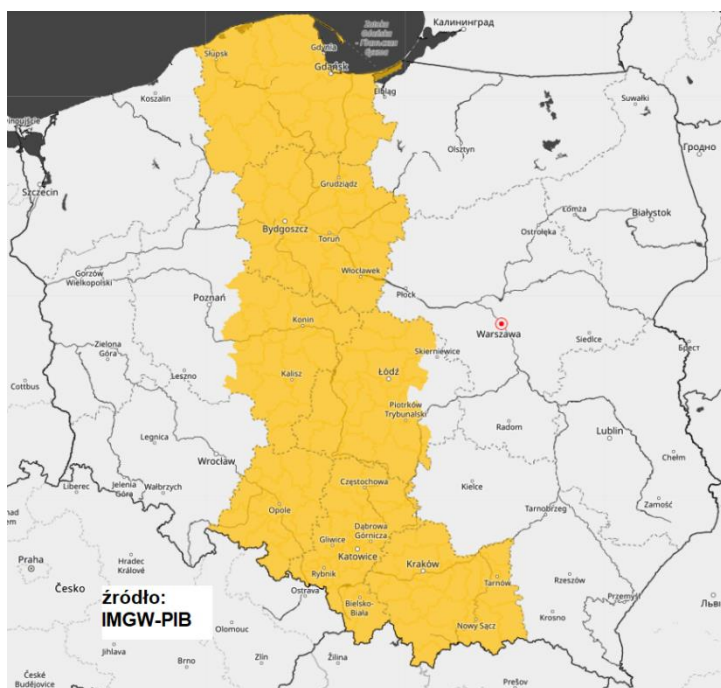 Калининград
Zatoka
Gdańska
- Гданьская
бухта
Gdynia
Słupsk
Gdańsk
Koszalin
Elbląg
Suwałki
Olsztyn
Гродно
Szczecin
Grudziądz
Łomża
Białystok
Bydgoszcz
Toruń
Ostrołęka
Włocławek
Gorzów
Wielkopolski
Poznań
Płock
Konin
Warszawa
Siedlce
Брест
Zielona
Góra
Skierniewice
Cottbus
Leszno
Kalisz
Łódź
Piotrków
Trybunalski
Radom
Lublin
Legnica
Wrocław
Chełm
Liberec
Jelenia
Góra
Wałbrzych
Częstochowa
Kielce
Zamość
Opole
Tarnobrzeg
Dąbrowa
Górnicza
Gliwice
Katowice
Praha
Hradec
Králové
Kraków
Rybnik
Tarnów
Rzeszów
Przemyśl
Česko
źródło:
IMGW-PIB
Ostrava
Bielsko-
Biała
Nowy Sącz
Krosno
Olomouc
Jihlava
Brno
Zlín
Žilina
Prešov
České
Budějovice